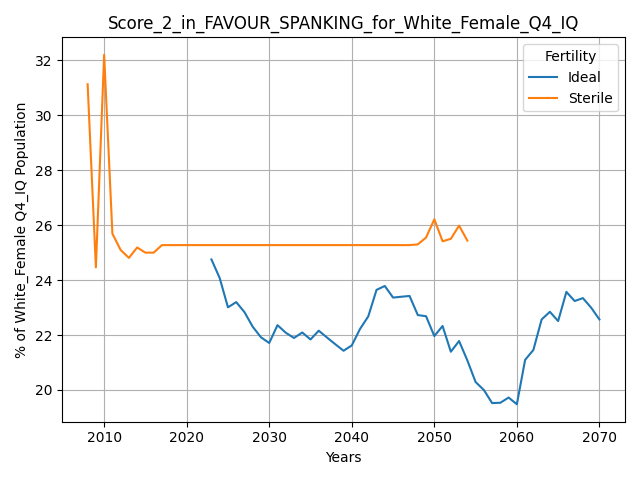 Score_2_in_FAVOUR_SPANKING_for_White_Female_Q4_IQ
Fertility
Ideal
Sterile
% of White_Female Q4_IQ Population
32
30
28
26
24
22
20
2010 2020 2030 2040 2050 2060 2070
Years